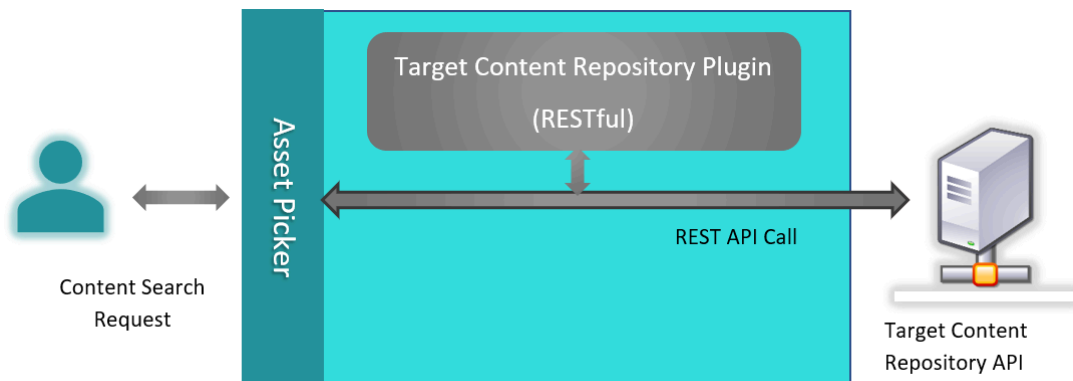 Target Content Repository Plugin
(RESTful)
Asset Picker
REST API Call
Content Search
Request
Target Content
Repository API